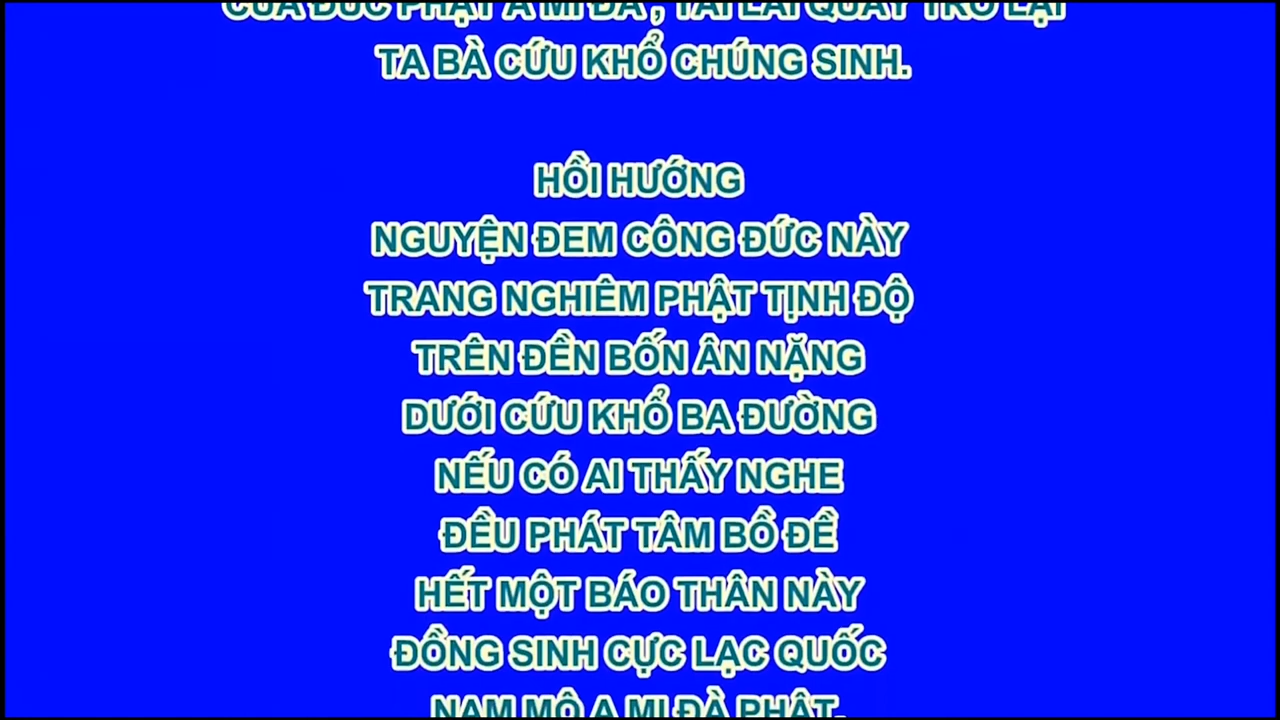 CỦA ĐỨC PHẬT A MI ĐÀ , TÁI LAI QUAY TRỞ LẠI
TA BÀ CỨU KHỔ CHÚNG SINH.
HỒI HƯỚNG
NGUYỆN ĐEM CÔNG ĐỨC NÀY
TRANG NGHIÊM PHẬT TỊNH ĐỘ
TRÊN ĐỀN BỐN ÂN NẶNG
DƯỚI CỨU KHỔ BA ĐƯỜNG
NẾU CÓ AI THẤY NGHE
ĐỀU PHÁT TÂM BỒ ĐỀ
HẾT MỘT BÁO THÂN NÀY
ĐỒNG SINH CỰC LẠC QUỐC
NAM MÔ A MI ĐÀ PHẬT.